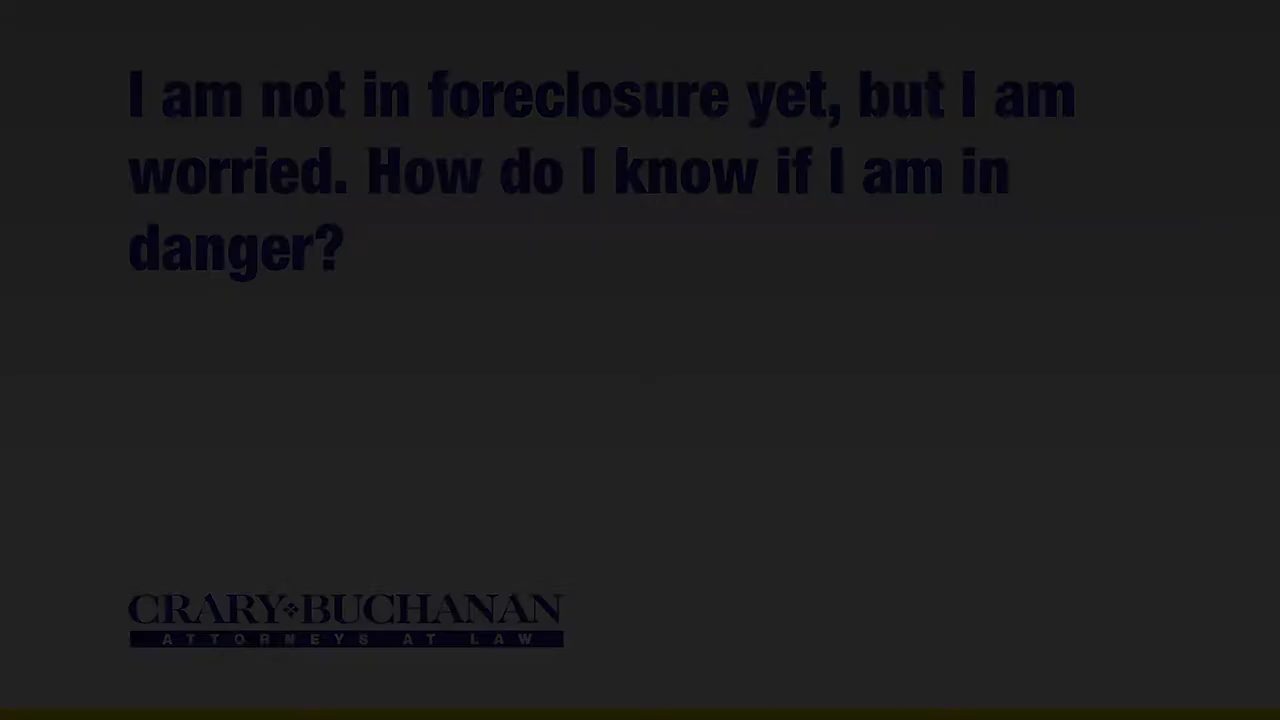 I am not in foreclosure yet, but I am
worried. How do I know if I am in
danger?
CRARY BUCHANAN
ATTORNEYS AT LAW